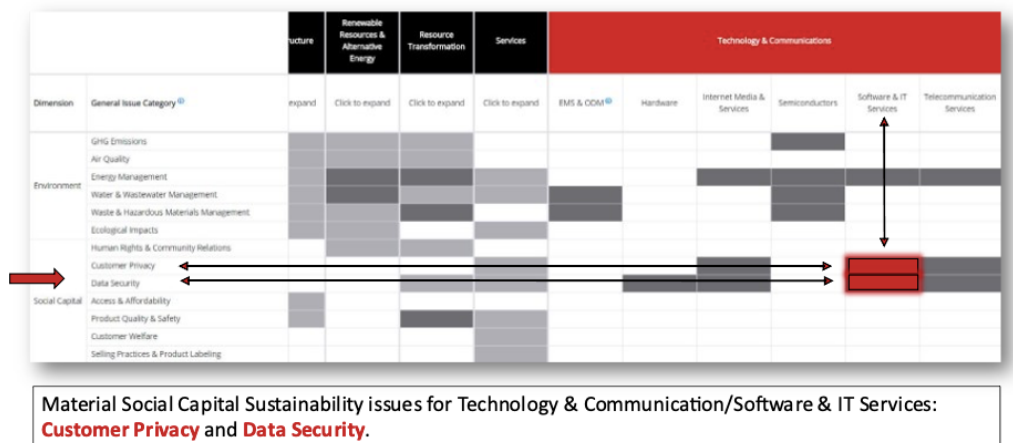 Renewable
Resources &
Alternative
Energy
ructure
Resource
Transformation
Services
Technology & Communications
Dimension
General Issue Category
expand
Click to expand
Click to expand
Click to expand
EMS & ODM
Hardware
Internet Media &
Services
Semiconductors
Software & IT
Services
Telecommunication
Services
Environment
GHG Emissions
Air Quality
Energy Management
Water & Wastewater Management
Waste & Hazardous Materials Management
Ecological Impacts
Social Capital
Human Rights & Community Relations
Customer Privacy
Data Security
Access & Affordability
Product Quality & Safety
Customer Welfare
Selling Practices & Product Labeling
Material Social Capital Sustainability issues for Technology & Communication/Software & IT Services:
Customer Privacy and Data Security.